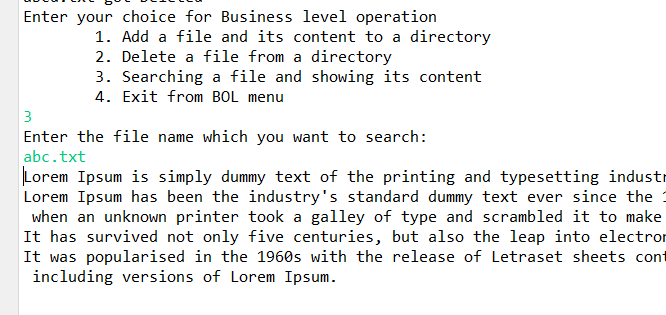 Enter your choice for Business level operation
1. Add a file and its content to a directory
2. Delete a file from a directory
3. Searching a file and showing its content
4. Exit from BOL menu
3
Enter the file name which you want to search:
abc.txt
Lorem Ipsum is simply dummy text of the printing and typesetting
Lorem Ipsum has been the industry's standard dummy text ever since the
when an unknown printer took a galley of type and scrambled it to make
It has survived not only five centuries, but also the leap into
It was popularised in the 1960s with the release of Letraset sheets
including versions of Lorem Ipsum.